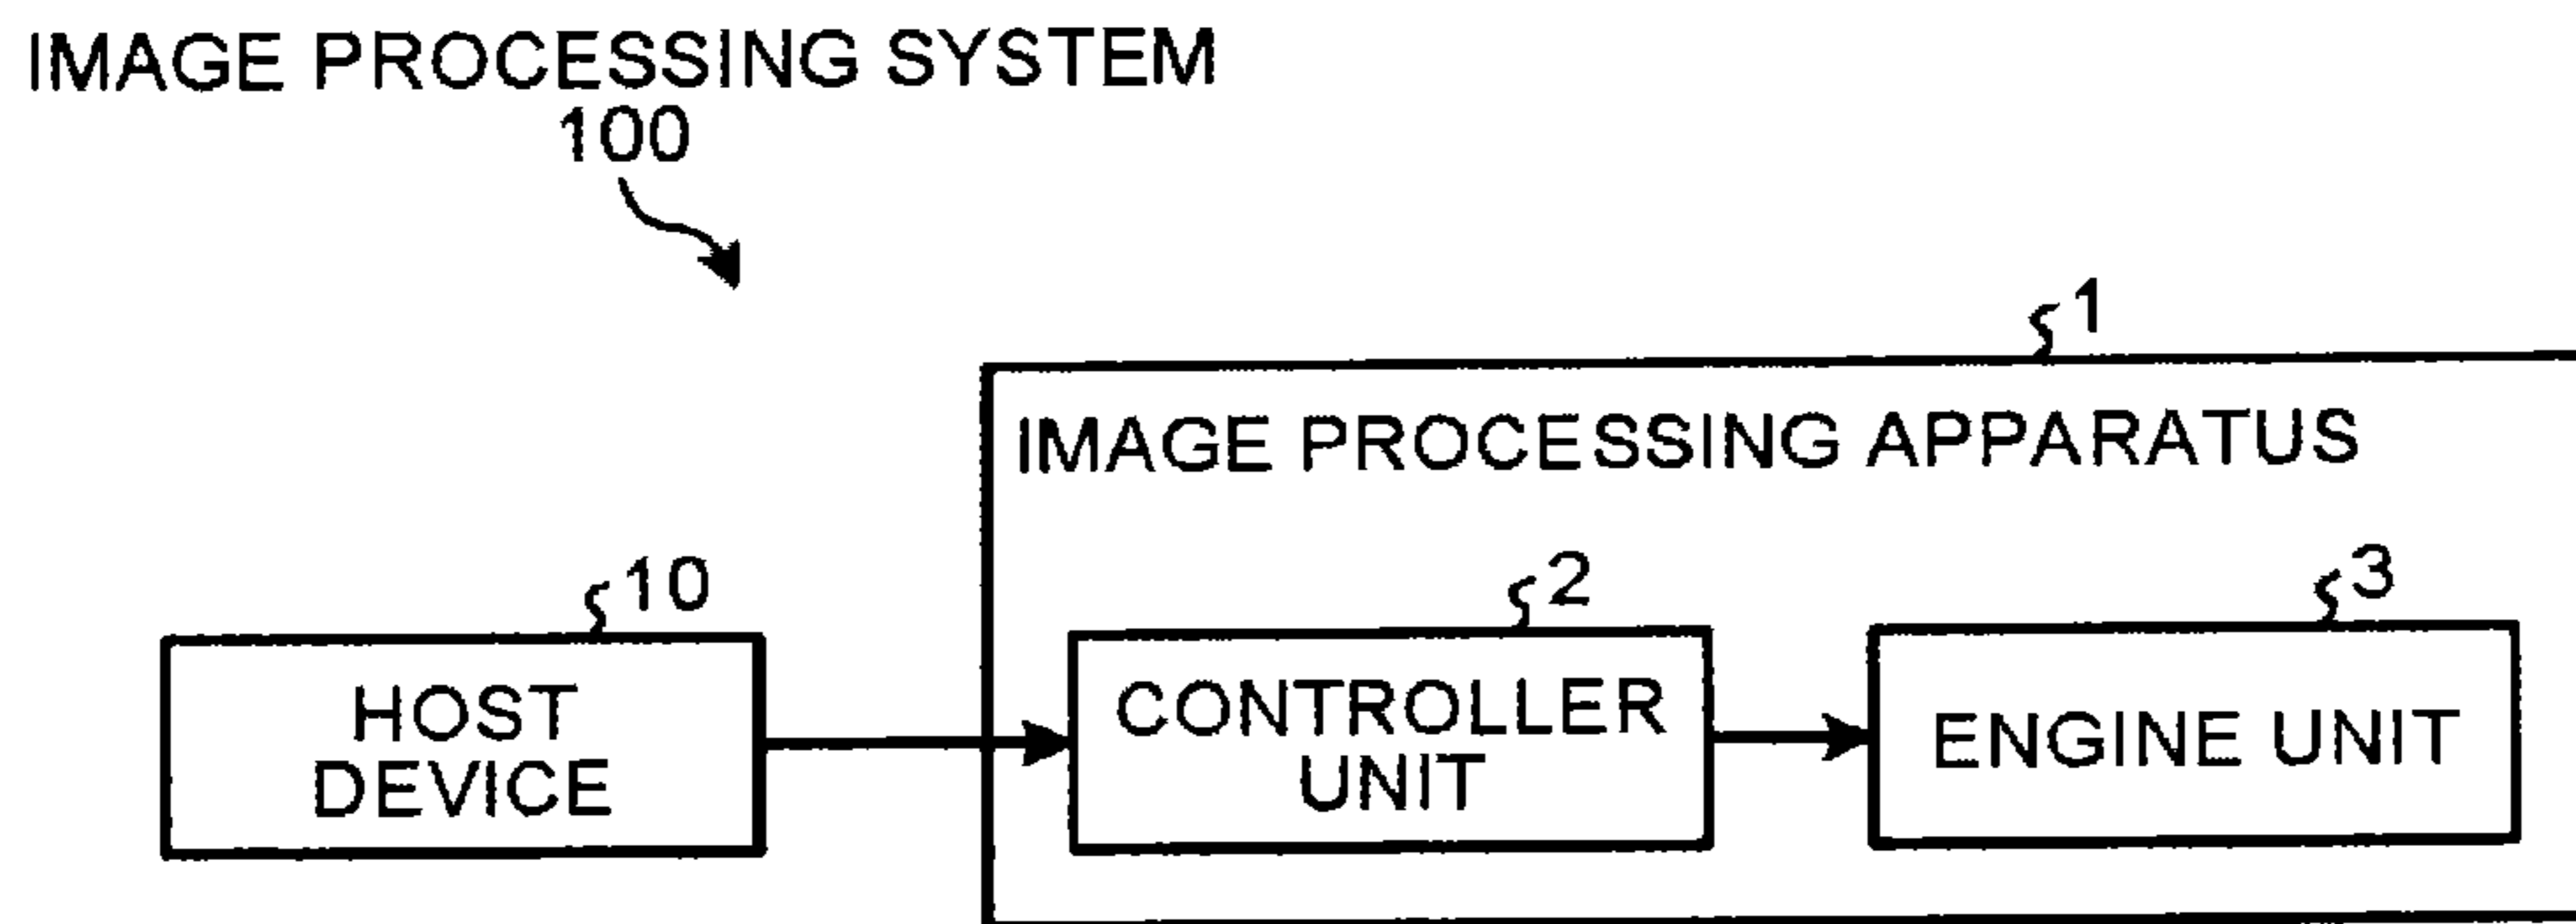 IMAGE PROCESSING SYSTEM
100
1
IMAGE PROCESSING APPARATUS
10
2
3
HOST
DEVICE
CONTROLLER
UNIT
ENGINE UNIT